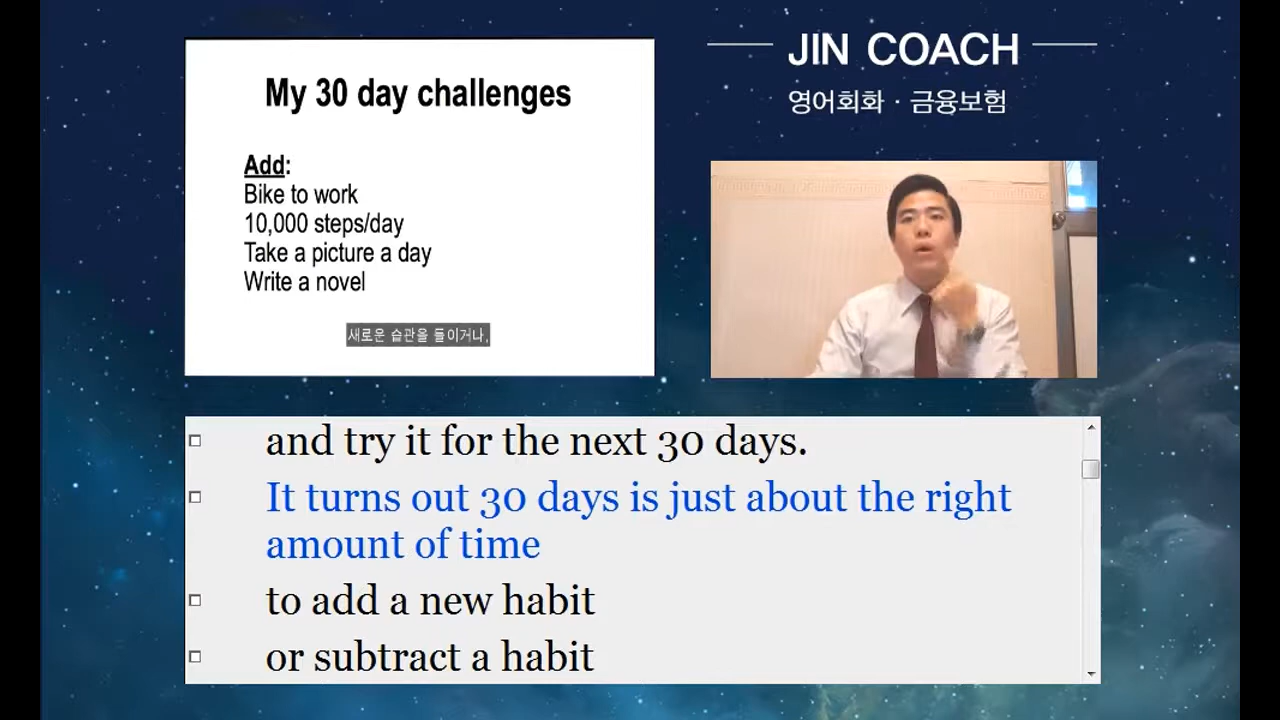 My 30 day challenges
Add:
Bike to work
10,000 steps/day
Take a picture a day
Write a novel
새로운 습관을 들이거나,
JIN COACH
영어회화 · 금융보험
and try it for the next 30 days.
It turns out 30 days is just about the right
amount of time
to add a new habit
or subtract a habit